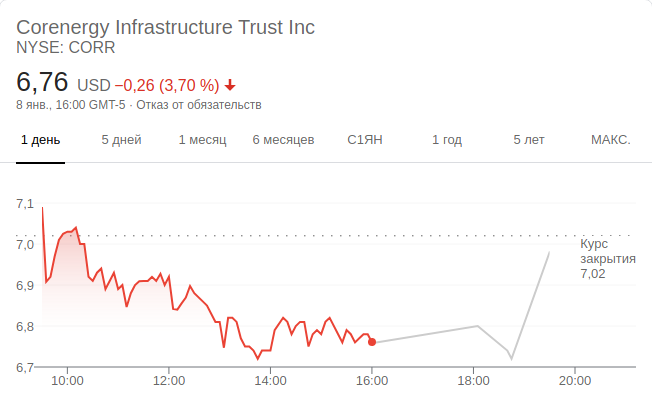 Corenergy Infrastructure Trust Inc
NYSE: CORR
6,76 USD −0,26 (3,70 %)
8 янв., 16:00 GMT-5 · Отказ от обязательств
1 день 5 дней 1 месяц 6 месяцев С1ЯН 1 год 5 лет МАКС.
7,1
7,0
6,9
6,8
6,7
Курс
закрытия
7,02
10:00 12:00 14:00 16:00 18:00 20:00